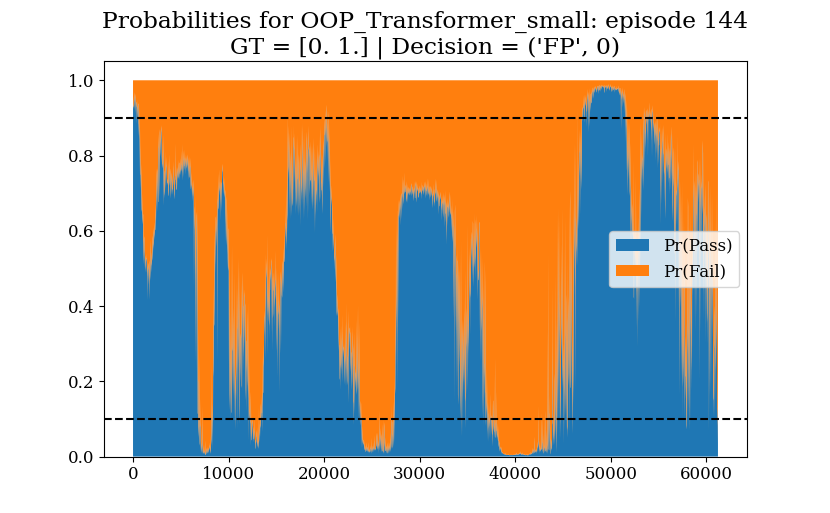 Probabilities for OOP_Transformer_small: episode 144
GT = [0. 1.] | Decision = ('FP', 0)
1.0
0.8
0.6
0.4
0.2
0.0
Pr(Pass)
Pr(Fail)
0 10000 20000 30000 40000 50000 60000